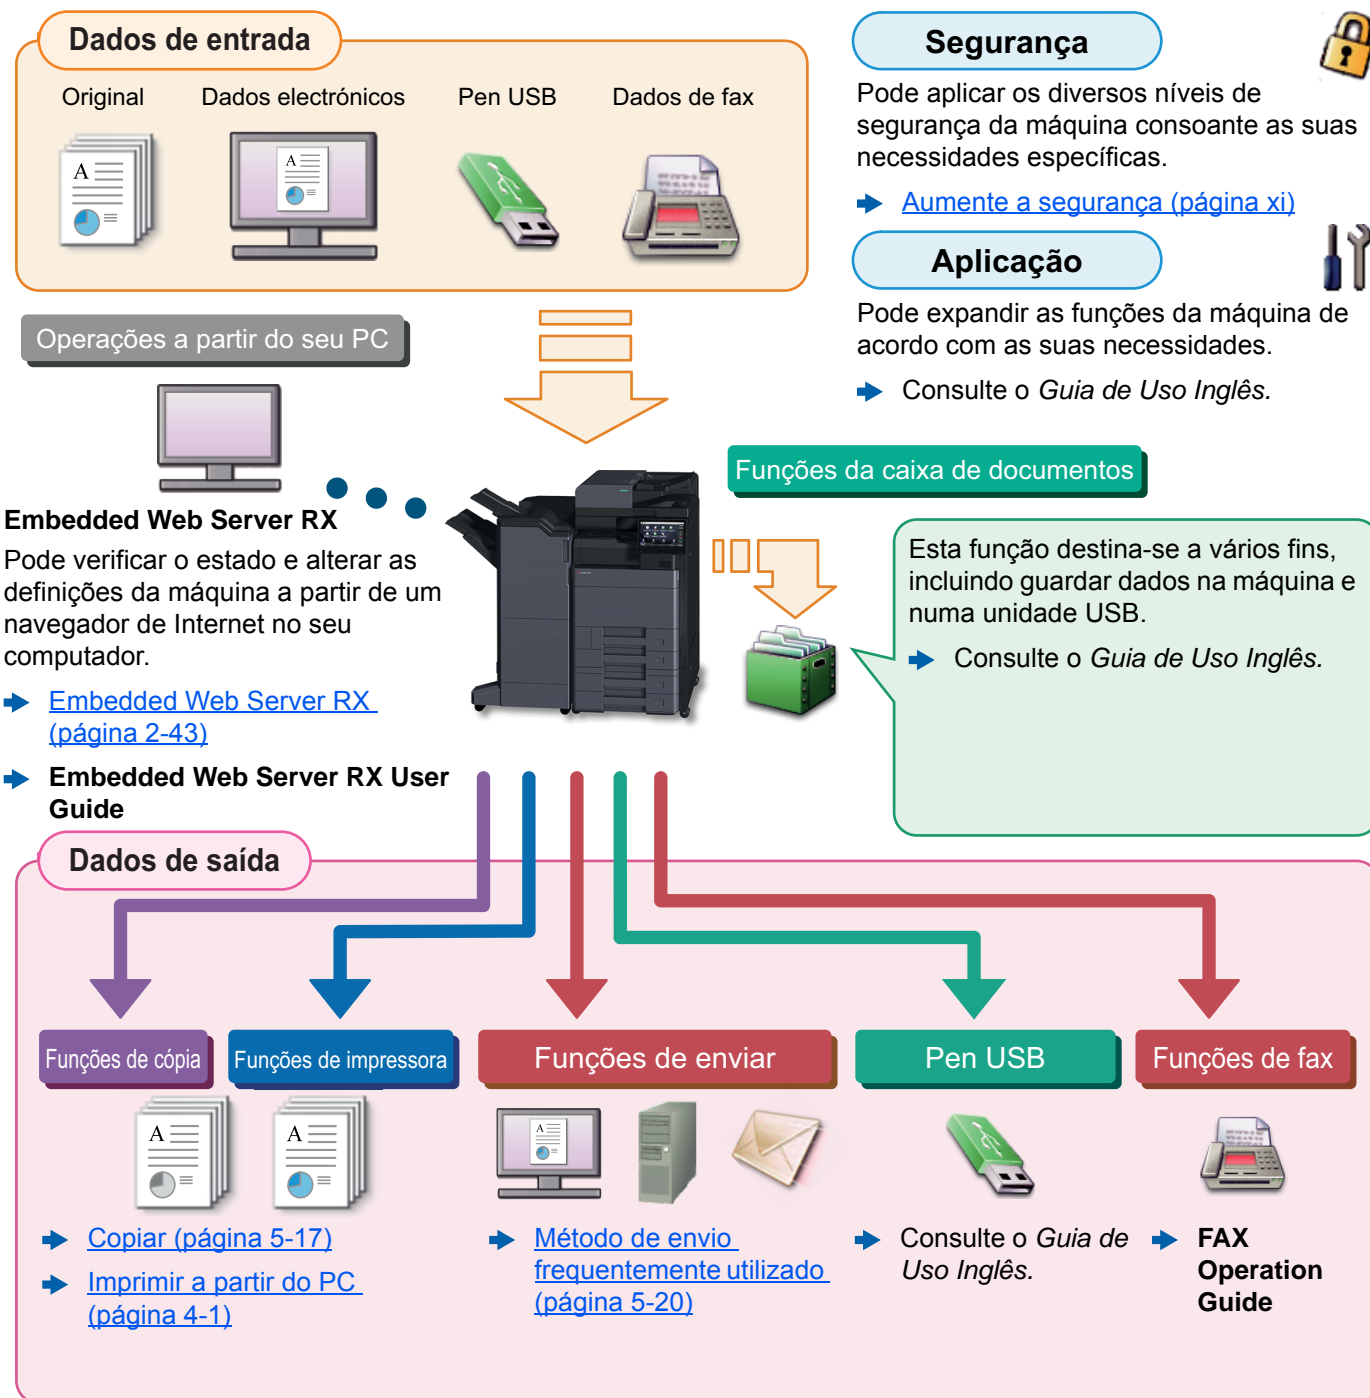 Dados de entrada
Original
Dados electrónicos
Pen USB
Dados de fax
Segurança
Pode aplicar os diversos níveis de
segurança da máquina consoante as suas
necessidades específicas.
Aumente a segurança (página xi)
Aplicação
Pode expandir as funções da máquina de
acordo com as suas necessidades.
Consulte o Guia de Uso Inglês.
Operações a partir do seu PC
Embedded Web Server RX
Pode verificar o estado e alterar as
definições da máquina a partir de um
navegador de Internet no seu
computador.
Embedded Web Server RX
(página 2-43)
Embedded Web Server RX User
Guide
Funções da caixa de documentos
Esta função destina-se a vários fins,
incluindo guardar dados na máquina e
numa unidade USB.
Consulte o Guia de Uso Inglês.
Dados de saída
Funções de cópia
Funções de impressora
Funções de enviar
Pen USB
Funções de fax
Copiar (página 5-17)
Imprimir a partir do PC
(página 4-1)
Método de envio
frequentemente utilizado
(página 5-20)
Consulte o Guia de
Uso Inglês.
FAX
Operation
Guide